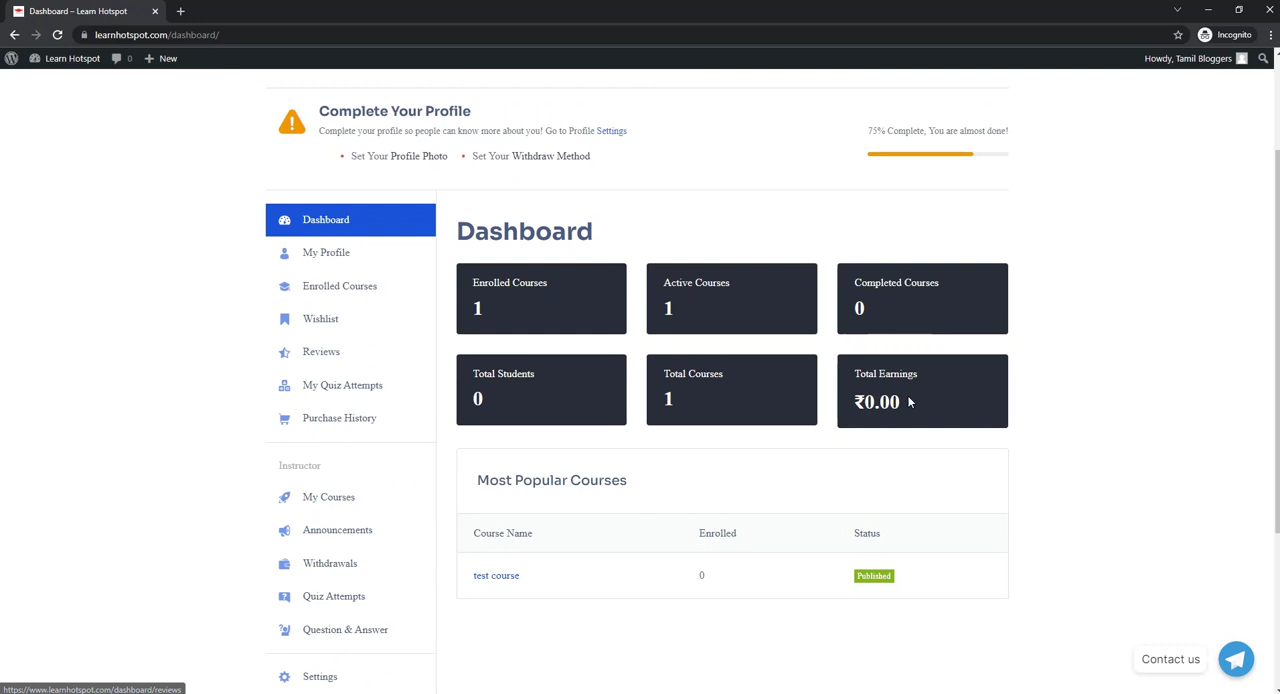 Dashboard – Learn Hotspot
learnhotspot.com/dashboard/
Incognito
Learn Hotspot
0
New
Howdy, Tamil Bloggers
Complete Your Profile
Complete your profile so people can know more about you! Go to Profile Settings
75% Complete, You are almost done!
Set Your Profile Photo
Set Your Withdraw Method
Dashboard
My Profile
Enrolled Courses
Wishlist
Reviews
My Quiz Attempts
Purchase History
Instructor
My Courses
Announcements
Withdrawals
Quiz Attempts
Question & Answer
Settings
Dashboard
Enrolled Courses
1
Active Courses
1
Completed Courses
0
Total Students
0
Total Courses
1
Total Earnings
₹0.00
Most Popular Courses
Course Name Enrolled Status
test course 0 Published
Contact us
https://www.learnhotspot.com/dashboard/reviews